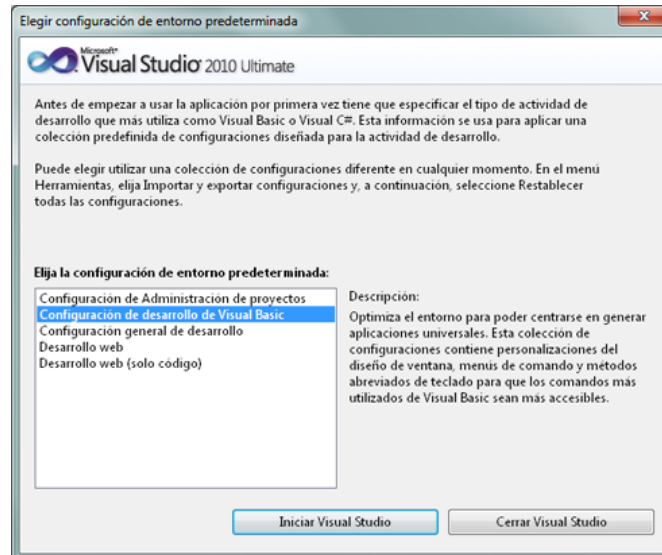 Elegir configuración de entorno predeterminada
Microsoft®
Visual Studio® 2010 Ultimate
Antes de empezar a usar la aplicación por primera vez tiene que especificar el tipo de actividad de
desarrollo que más utiliza como Visual Basic o Visual C#. Esta información se usa para aplicar una
colección predefinida de configuraciones diseñada para la actividad de desarrollo.
Puede elegir utilizar una colección de configuraciones diferente en cualquier momento. En el menú
Herramientas, elija Importar y exportar configuraciones y, a continuación, seleccione Restablecer
todas las configuraciones.
Elija la configuración de entorno predeterminada:
Configuración de Administración de proyectos
Configuración de desarrollo de Visual Basic
Configuración general de desarrollo
Desarrollo web
Desarrollo web (solo código)
Descripción:
Optimiza el entorno para poder centrarse en generar
aplicaciones universales. Esta colección de
configuraciones contiene personalizaciones del
diseño de ventana, menús de comando y métodos
abreviados de teclado para que los comandos más
utilizados de Visual Basic sean más accesibles.
Iniciar Visual Studio
Cerrar Visual Studio